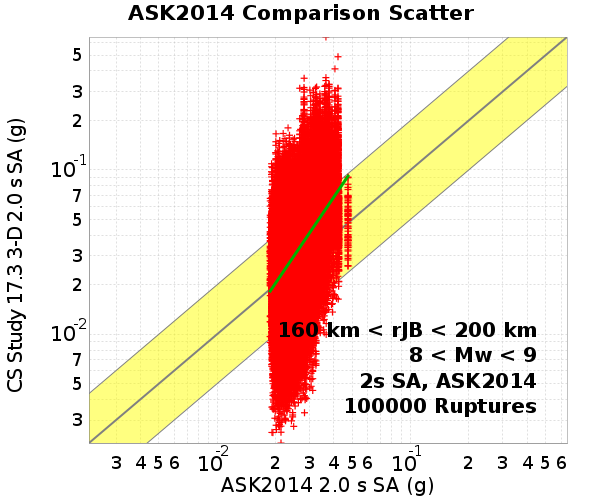 ASK2014 Comparison Scatter
CS Study 17.3 3-D 2.0 s SA (g)
5
3
2
10-1
7
5
3
2
10-2
7
5
3
160 km < rJB < 200 km
8 < Mw < 9
2s SA, ASK2014
100000 Ruptures
3 4 5 6 10-2 2 3 4 5 6 10-1 2 3 4 5 6
ASK2014 2.0 s SA (g)